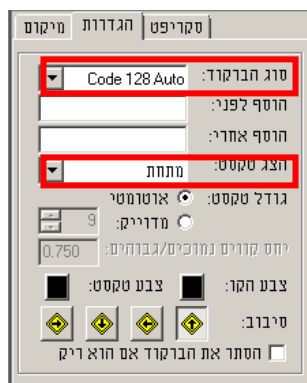 מיקום הגדרות סקריפט
סוג הברקוד: Code 128 Auto
הוסף לפני:
הוסף אחרי:
הצג טקסט: מתחת
גודל טקסט: אוטומטי
מדוייק: 9
יחס קווים נמוכים/גבוהים: 0.750
צבע הקו: צבע טקסט:
סיבוב:
הסתר את הברקוד אם הוא ריק